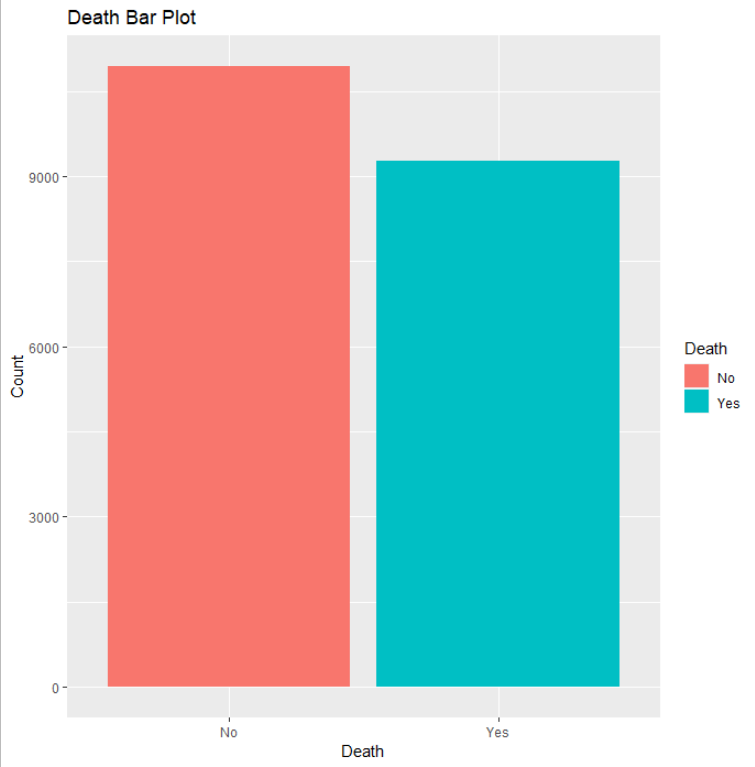 Death Bar Plot
9000
6000
3000
0
Count
No
Yes
Death
Death
No
Yes